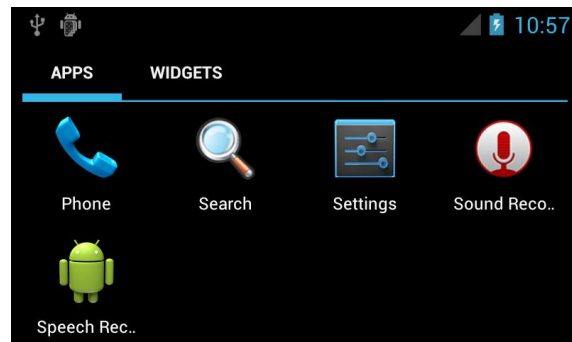 10:57
APPS WIDGETS
Phone Search Settings Sound Reco..
Speech Rec..